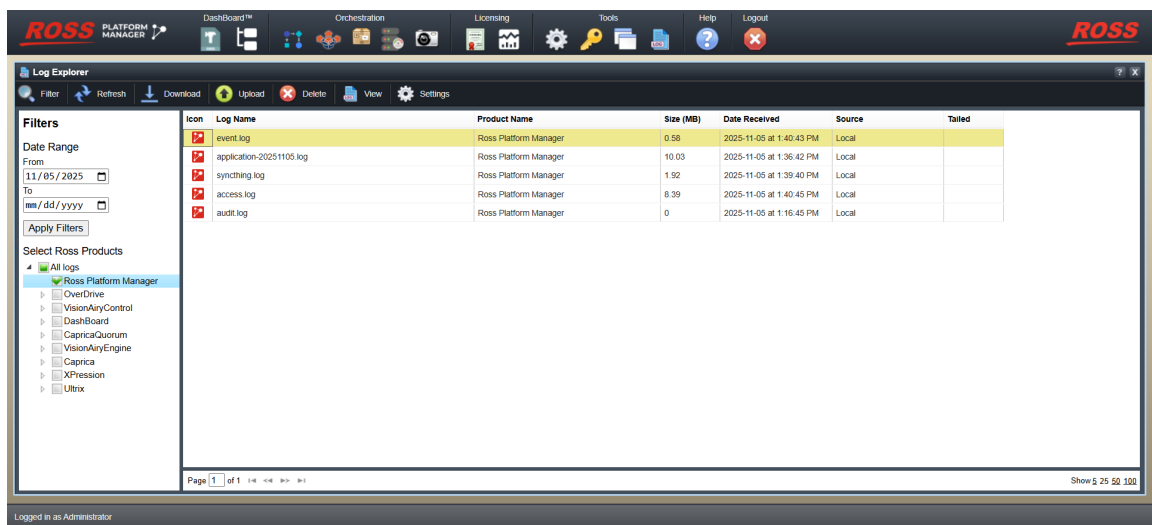 ROSS PLATFORM MANAGER
DashBoard™ Orchestration Licensing Tools Help Logout
ROSS
Log Explorer ? X
Filter Refresh Download Upload Delete View Settings
Filters
Date Range
From
11/05/2025
To
mm/dd/yyyy
Apply Filters
Select Ross Products
All logs
Ross Platform Manager
OverDrive
VisionAiryControl
DashBoard
CapricaQuorum
VisionAiryEngine
Caprica
XPression
Ultrix
Icon Log Name Product Name Size (MB) Date Received Source Tailed
event.log Ross Platform Manager 0.58 2025-11-05 at 1:40:43 PM Local
application-20251105.log Ross Platform Manager 10.03 2025-11-05 at 1:36:42 PM Local
syncthing.log Ross Platform Manager 1.92 2025-11-05 at 1:39:40 PM Local
access.log Ross Platform Manager 8.39 2025-11-05 at 1:40:45 PM Local
audit.log Ross Platform Manager 0 2025-11-05 at 1:16:45 PM Local
Page 1 of 1 Show 5 25 50 100
Logged in as Administrator